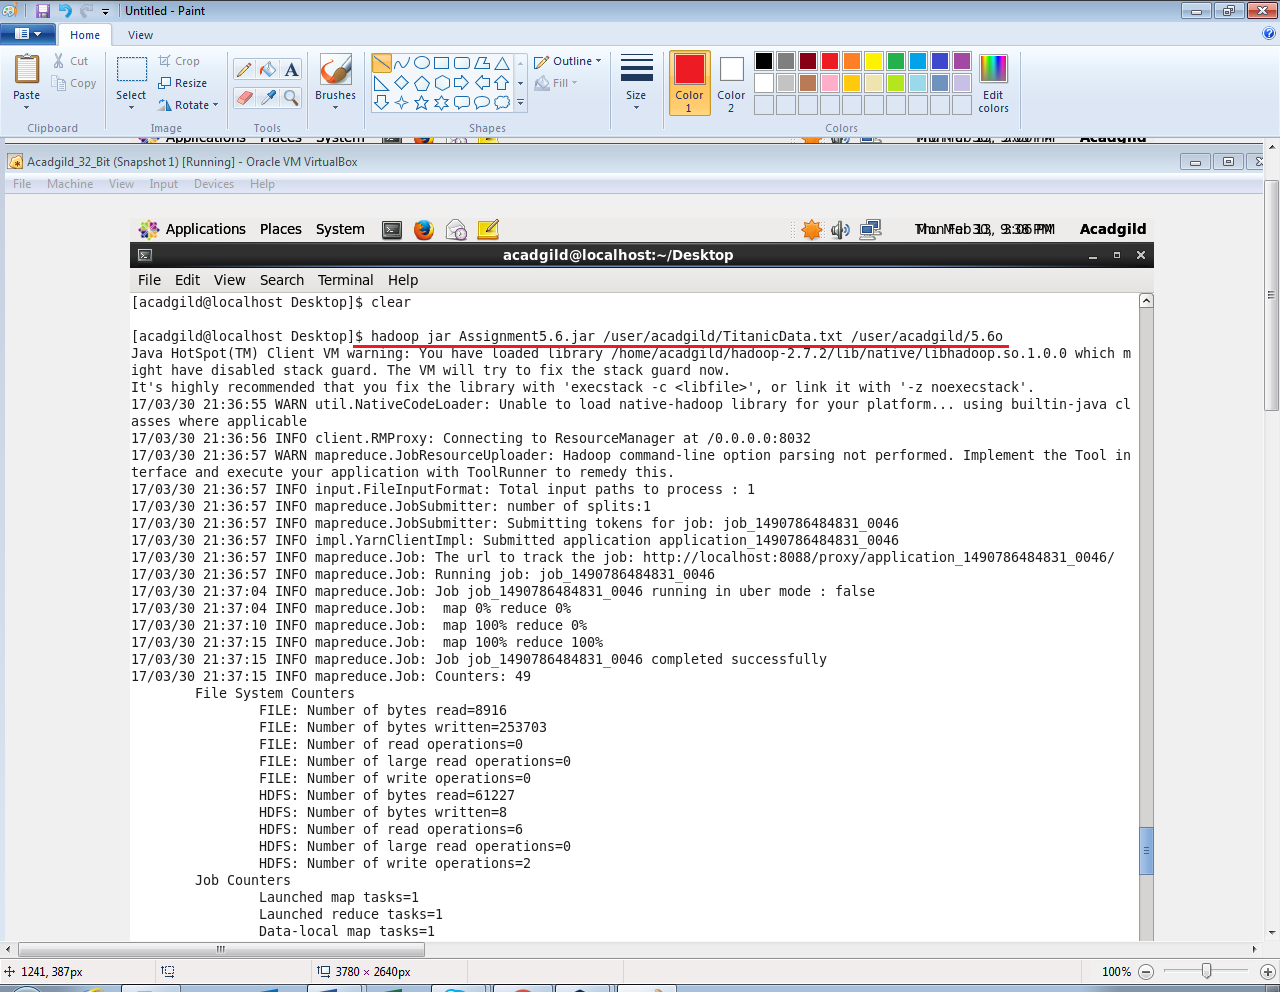 Untitled - Paint
Home View
Paste Cut Copy
Clipboard
Select Crop Resize Rotate
Image
Tools
Brushes
Outline Fill
Shapes
Size
Color 1
Color 2
Edit colors
Colors
Applications Places System Acadgild
Acadgild_32_Bit (Snapshot 1) [Running] - Oracle VM VirtualBox
File Machine View Input Devices Help
Applications Places System Acadgild
acadgild@localhost:~/Desktop
File Edit View Search Terminal Help
[acadgild@localhost Desktop]$ clear
[acadgild@localhost Desktop]$ hadoop jar Assignment5.6.jar /user/acadgild/TitanicData.txt /user/acadgild/5.6o
Java HotSpot(TM) Client VM warning: You have loaded library /home/acadgild/hadoop-2.7.2/lib/native/libhadoop.so.1.0.0 which m
ight have disabled stack guard. The VM will try to fix the stack guard now.
It's highly recommended that you fix the library with 'execstack -c <libfile>', or link it with '-z noexecstack'.
17/03/30 21:36:55 WARN util.NativeCodeLoader: Unable to load native-hadoop library for your platform... using builtin-java cl
asses where applicable
17/03/30 21:36:56 INFO client.RMProxy: Connecting to ResourceManager at /0.0.0.0:8032
17/03/30 21:36:57 WARN mapreduce.JobResourceUploader: Hadoop command-line option parsing not performed. Implement the Tool in
terface and execute your application with ToolRunner to remedy this.
17/03/30 21:36:57 INFO input.FileInputFormat: Total input paths to process : 1
17/03/30 21:36:57 INFO mapreduce.JobSubmitter: number of splits:1
17/03/30 21:36:57 INFO mapreduce.JobSubmitter: Submitting tokens for job: job_1490786484831_0046
17/03/30 21:36:57 INFO impl.YarnClientImpl: Submitted application application_1490786484831_0046
17/03/30 21:36:57 INFO mapreduce.Job: The url to track the job: http://localhost:8088/proxy/application_1490786484831_0046/
17/03/30 21:36:57 INFO mapreduce.Job: Running job: job_1490786484831_0046
17/03/30 21:37:04 INFO mapreduce.Job: Job job_1490786484831_0046 running in uber mode : false
17/03/30 21:37:04 INFO mapreduce.Job:  map 0% reduce 0%
17/03/30 21:37:10 INFO mapreduce.Job:  map 100% reduce 0%
17/03/30 21:37:15 INFO mapreduce.Job:  map 100% reduce 100%
17/03/30 21:37:15 INFO mapreduce.Job: Job job_1490786484831_0046 completed successfully
17/03/30 21:37:15 INFO mapreduce.Job: Counters: 49
File System Counters
FILE: Number of bytes read=8916
FILE: Number of bytes written=253703
FILE: Number of read operations=0
FILE: Number of large read operations=0
FILE: Number of write operations=0
HDFS: Number of bytes read=61227
HDFS: Number of bytes written=8
HDFS: Number of read operations=6
HDFS: Number of large read operations=0
HDFS: Number of write operations=2
Job Counters
Launched map tasks=1
Launched reduce tasks=1
Data-local map tasks=1
1241, 387px 3780 × 2640px 100%